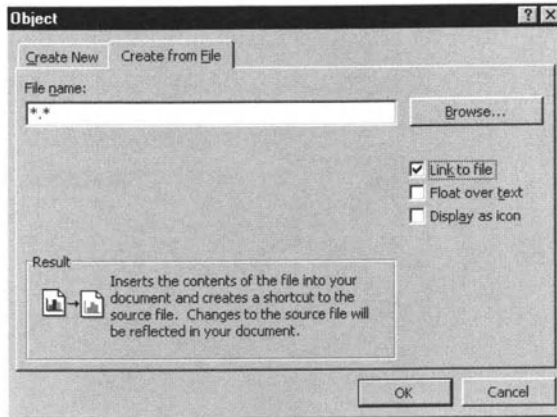 Object
Create New
Create from File
File name:
*.*
Browse...
Link to file
Float over text
Display as icon
Result
Inserts the contents of the file into your
document and creates a shortcut to the
source file. Changes to the source file will
be reflected in your document.
OK
Cancel